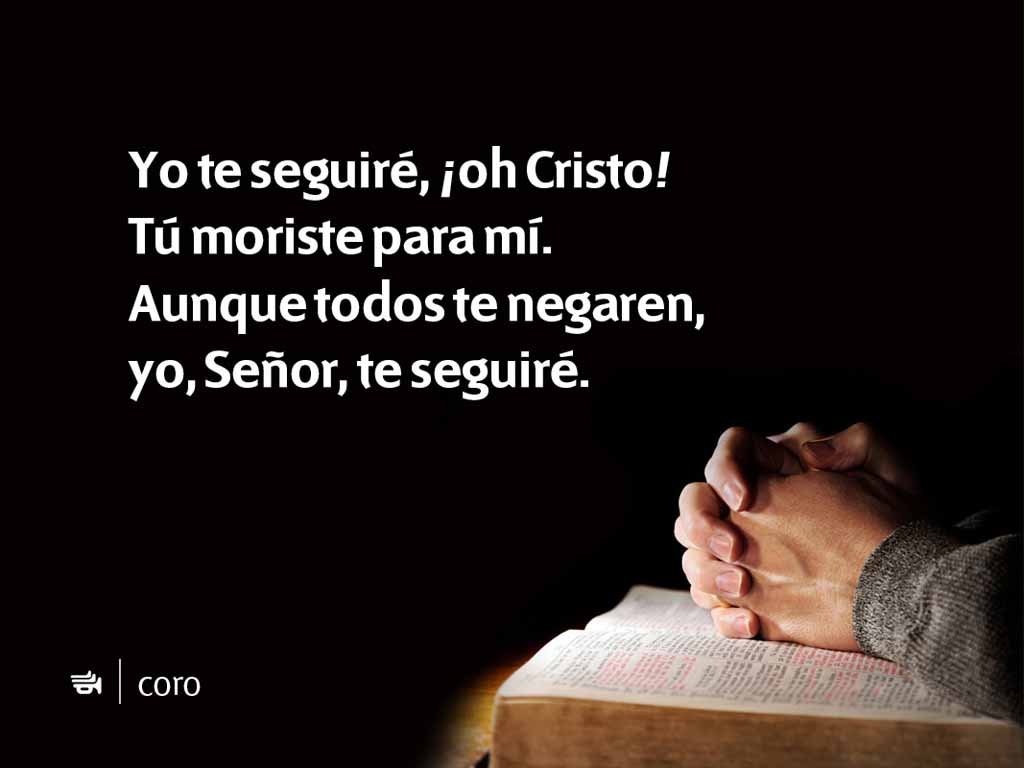 Yo te seguiré, ¡oh Cristo!
Tú moriste para mí.
Aunque todos te negaren,
yo, Señor, te seguiré.
coro